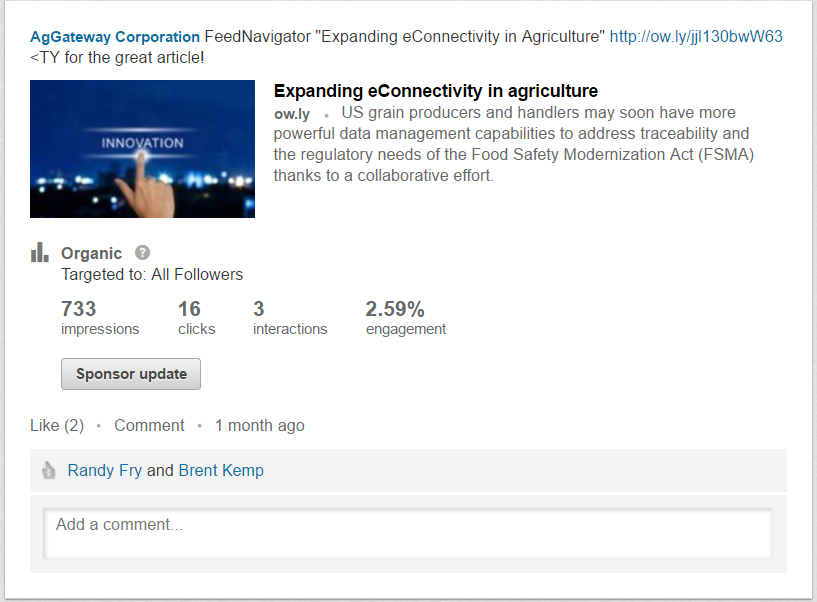 AgGateway Corporation FeedNavigator "Expanding eConnectivity in Agriculture" http://ow.ly/jjI130bwW63
<TY for the great article!
INNOVATION
Expanding eConnectivity in agriculture
ow.ly • US grain producers and handlers may soon have more
powerful data management capabilities to address traceability and
the regulatory needs of the Food Safety Modernization Act (FSMA)
thanks to a collaborative effort.
Organic ?
Targeted to: All Followers
733 16 3 2.59%
impressions clicks interactions engagement
Sponsor update
Like (2) • Comment • 1 month ago
Randy Fry and Brent Kemp
Add a comment...